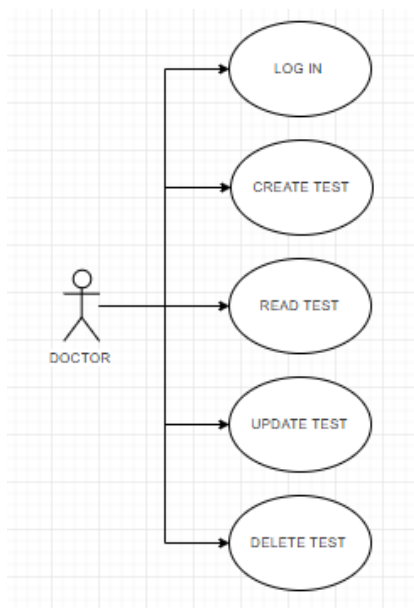 LOG IN
CREATE TEST
READ TEST
DOCTOR
UPDATE TEST
DELETE TEST